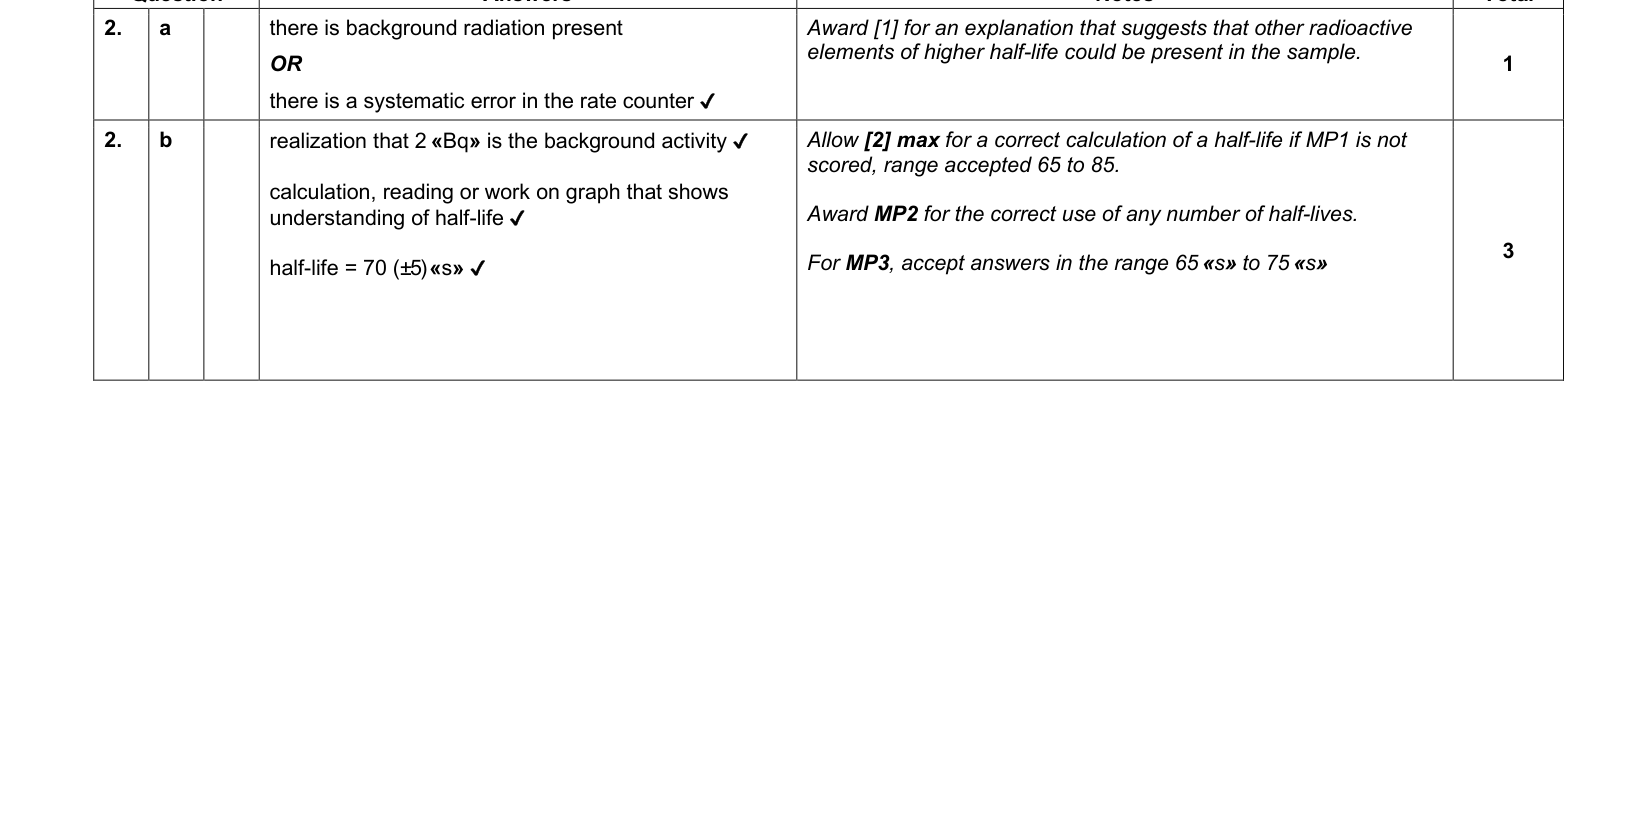 2. a there is background radiation present
OR
there is a systematic error in the rate counter ✓
Award [1] for an explanation that suggests that other radioactive
elements of higher half-life could be present in the sample.
1
2. b realization that 2 «Bq» is the background activity ✓
calculation, reading or work on graph that shows
understanding of half-life ✓
half-life = 70 (±5) «s» ✓
Allow [2] max for a correct calculation of a half-life if MP1 is not
scored, range accepted 65 to 85.
Award MP2 for the correct use of any number of half-lives.
For MP3, accept answers in the range 65 «s» to 75 «s»
3